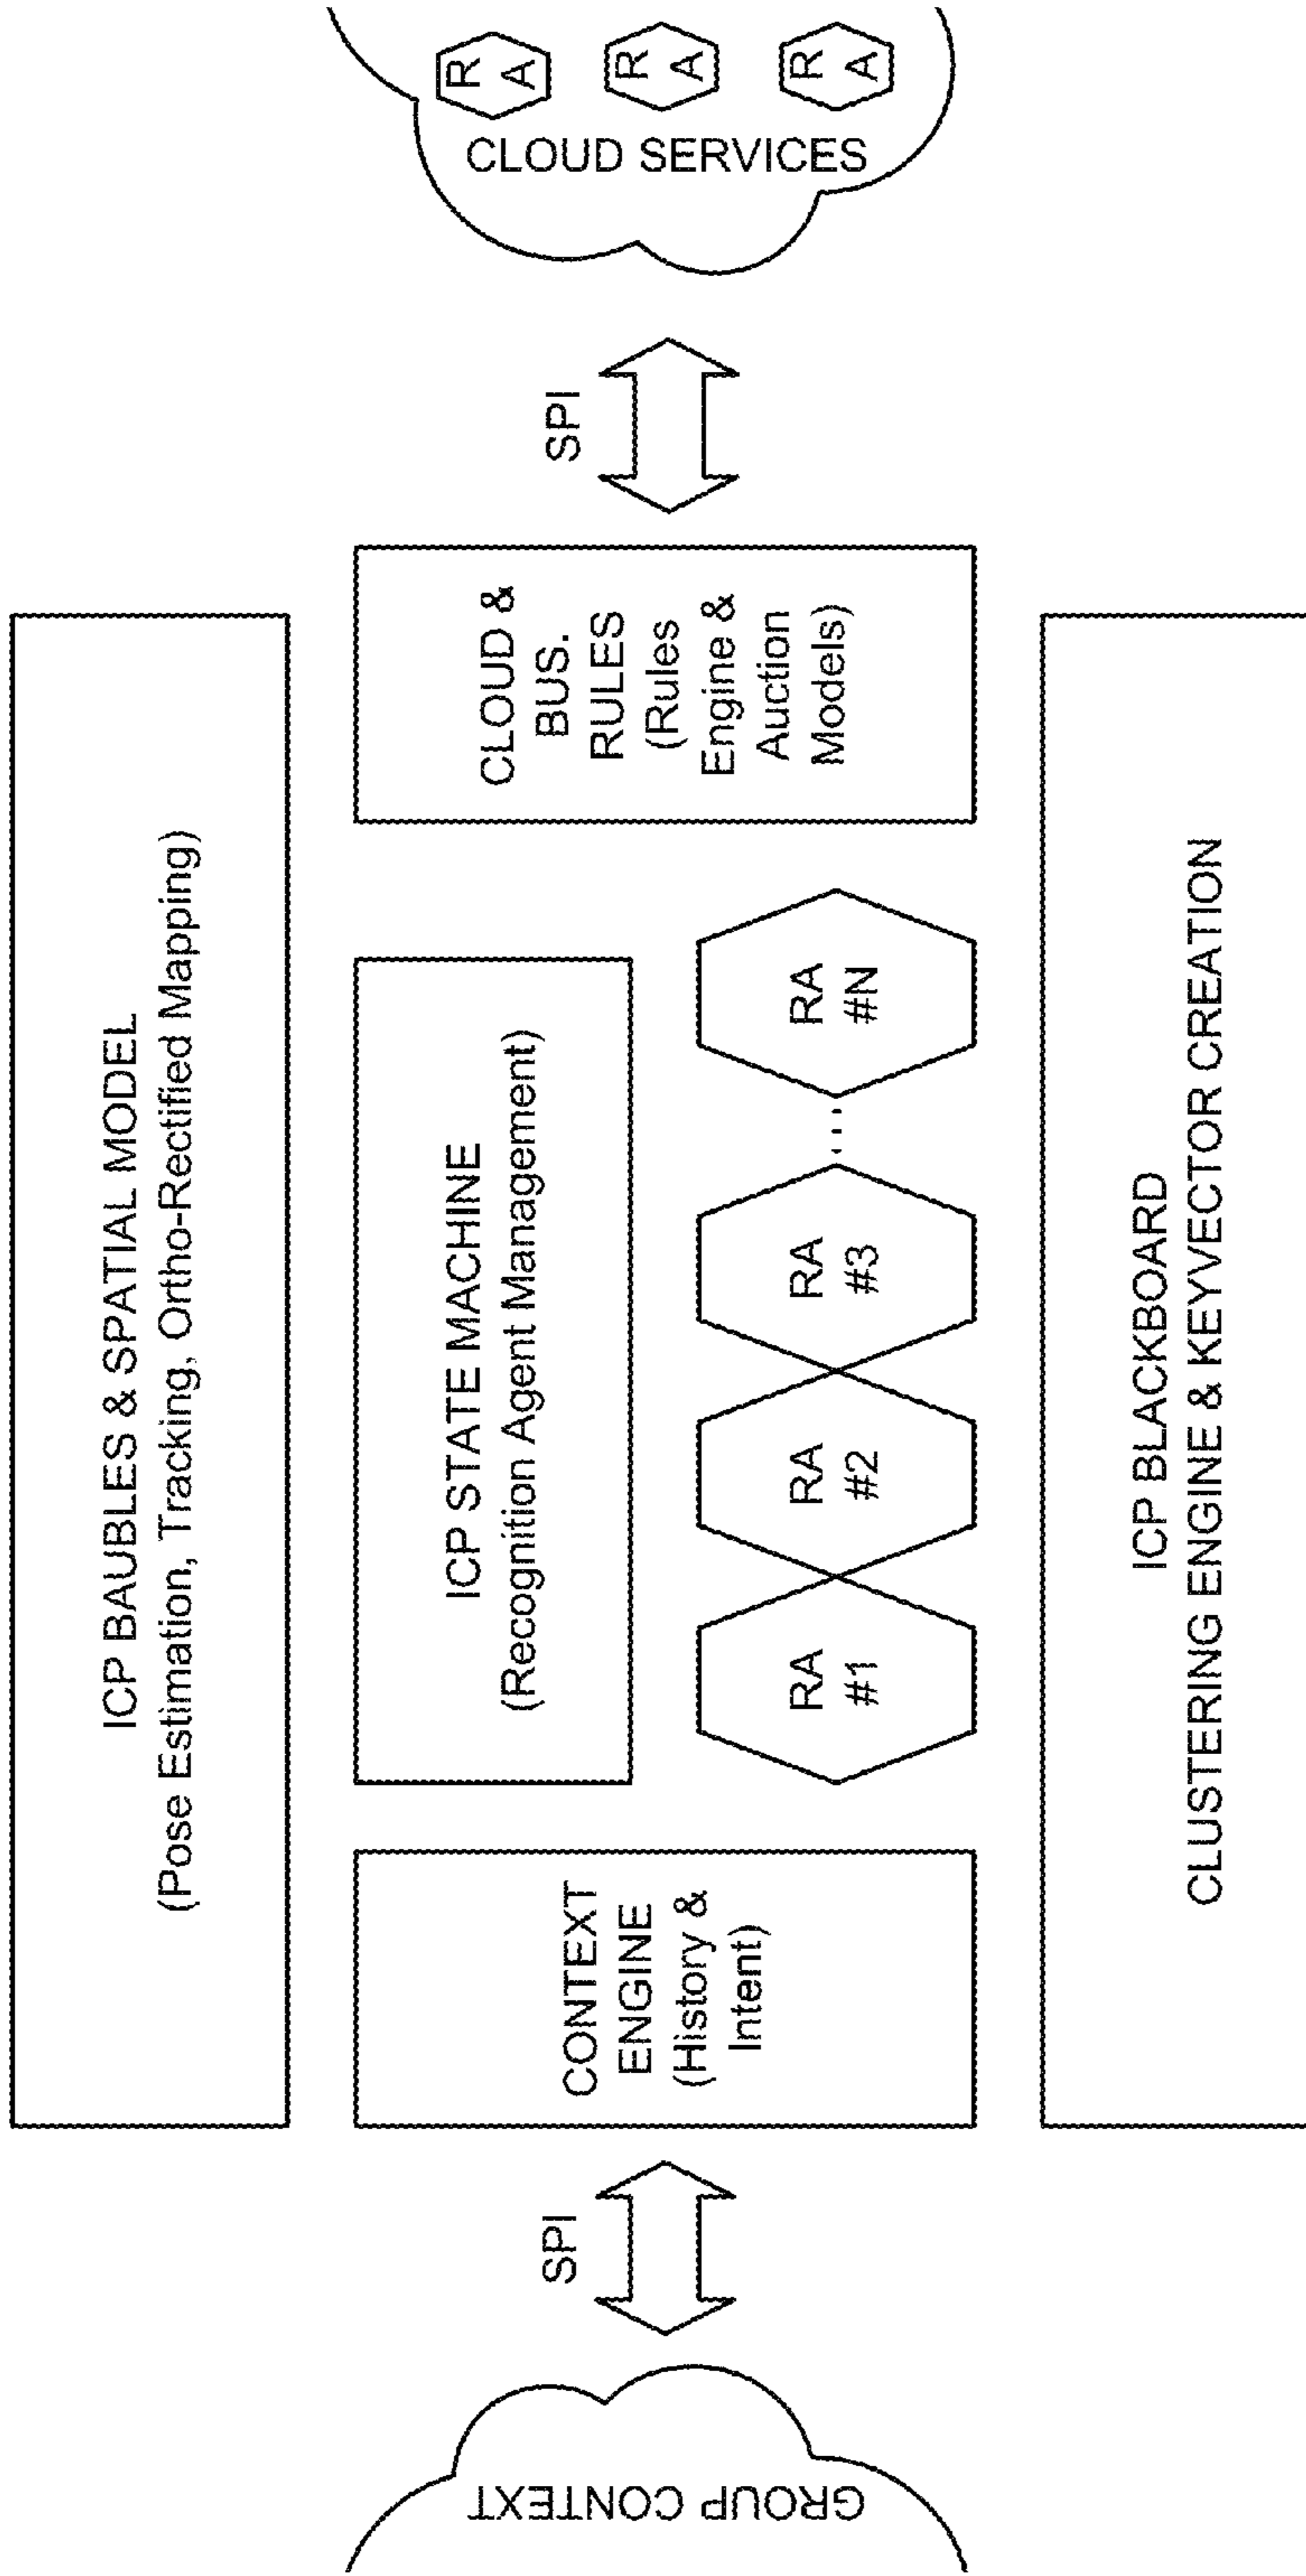 ICP BAUBLES & SPATIAL MODEL
(Pose Estimation, Tracking, Ortho-Rectified Mapping)
GROUP CONTEXT
SPI
CONTEXT
ENGINE
(History &
Intent)
ICP STATE MACHINE
(Recognition Agent Management)
RA
#1
RA
#2
RA
#3
....
RA
#N
CLOUD &
BUS.
RULES
(Rules
Engine &
Auction
Models)
SPI
CLOUD SERVICES
R
A
R
A
R
A
ICP BLACKBOARD
CLUSTERING ENGINE & KEYVECTOR CREATION